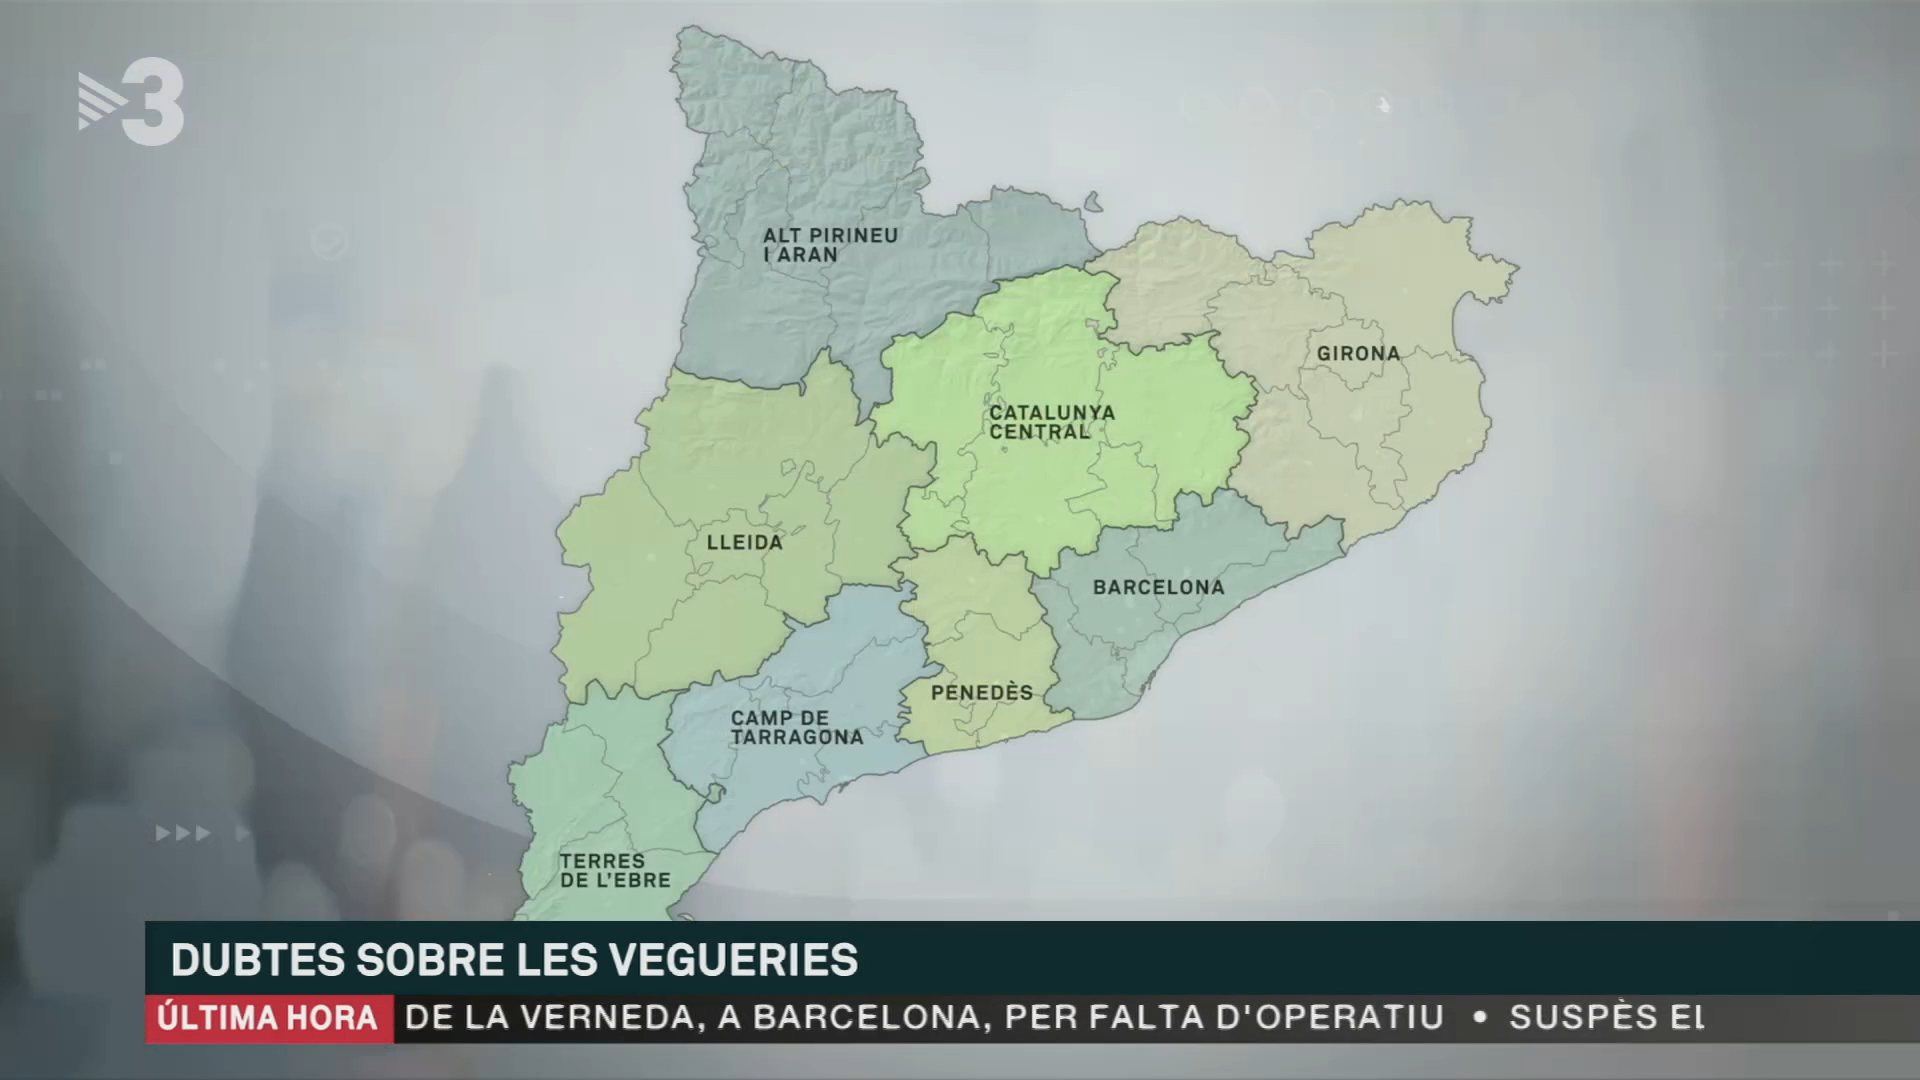 3
ALT PIRINEU
I ARAN
GIRONA
CATALUNYA
CENTRAL
LLEIDA
BARCELONA
PENEDÈS
CAMP DE
TARRAGONA
TERRES
DE L'EBRE
DUBTES SOBRE LES VEGUERIES
ÚLTIMA HORA
DE LA VERNEDA, A BARCELONA, PER FALTA D'OPERATIU • SUSPÈS EL